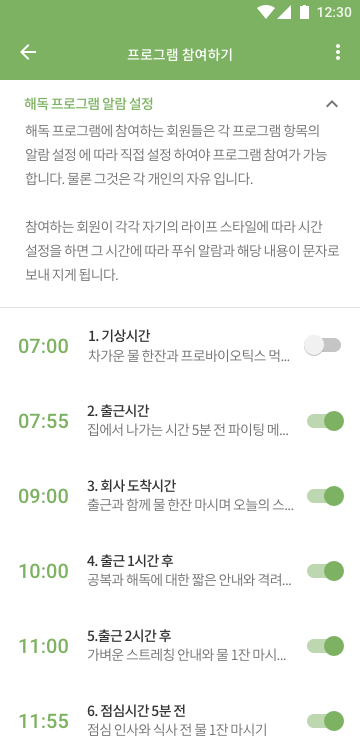 12:30
프로그램 참여하기
해독 프로그램 알람 설정
해독 프로그램에 참여하는 회원들은 각 프로그램 항목의
알람 설정 에 따라 직접 설정 하여야 프로그램 참여가 가능
합니다. 물론 그것은 각 개인의 자유 입니다.
참여하는 회원이 각각 자기의 라이프 스타일에 따라 시간
설정을 하면 그 시간에 따라 푸쉬 알람과 해당 내용이 문자로
보내 지게 됩니다.
07:00
1. 기상시간
차가운 물 한잔과 프로바이오틱스 먹...
07:55
2. 출근시간
집에서 나가는 시간 5분 전 파이팅 메...
09:00
3. 회사 도착시간
출근과 함께 물 한잔 마시며 오늘의 스...
10:00
4. 출근 1시간 후
공복과 해독에 대한 짧은 안내와 격려...
11:00
5.출근 2시간 후
가벼운 스트레칭 안내와 물 1잔 마시...
11:55
6. 점심시간 5분 전
점심 인사와 식사 전 물 1잔 마시기